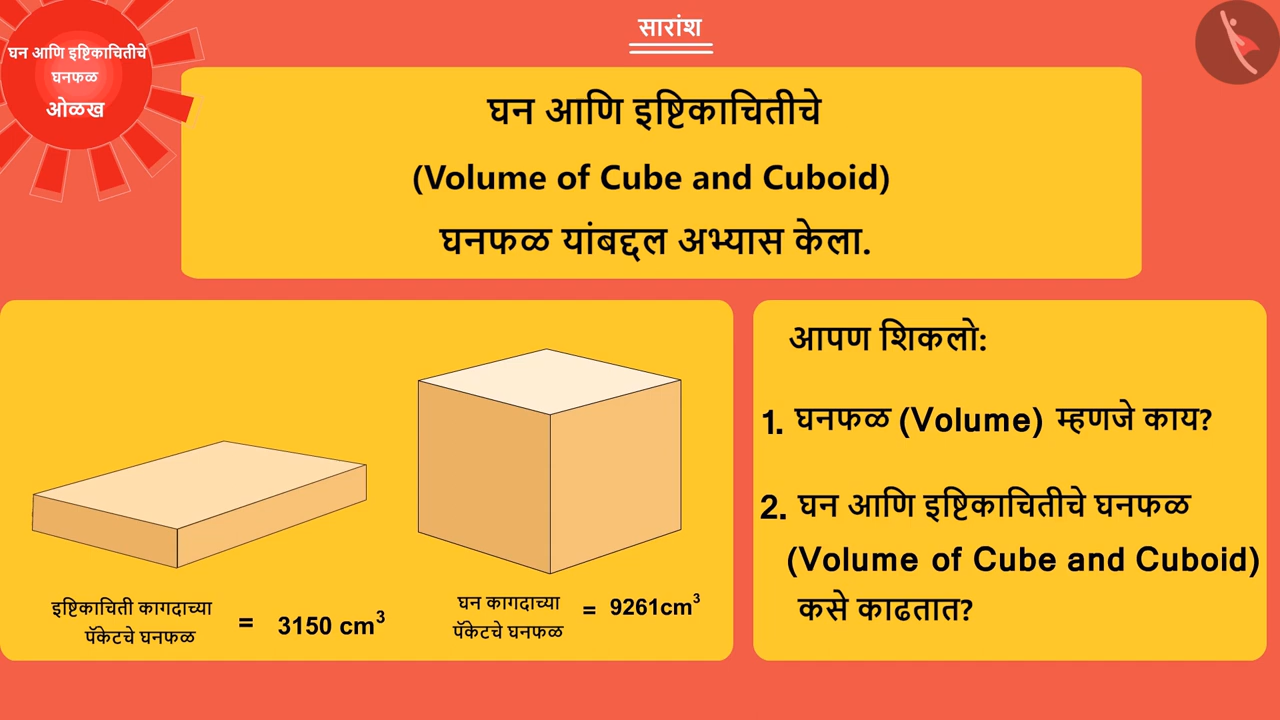 सारांश
घन आणि इष्टिकाचितीचे
घनफळ
ओळख
घन आणि इष्टिकाचितीचे
(Volume of Cube and Cuboid)
घनफळ यांबद्दल अभ्यास केला.
इष्टिकाचिती कागदाच्या
पॅकेटचे घनफळ = 3150 cm³
घन कागदाच्या
पॅकेटचे घनफळ = 9261cm³
आपण शिकलो:
1. घनफळ (Volume) म्हणजे काय?
2. घन आणि इष्टिकाचितीचे घनफळ
(Volume of Cube and Cuboid)
कसे काढतात?